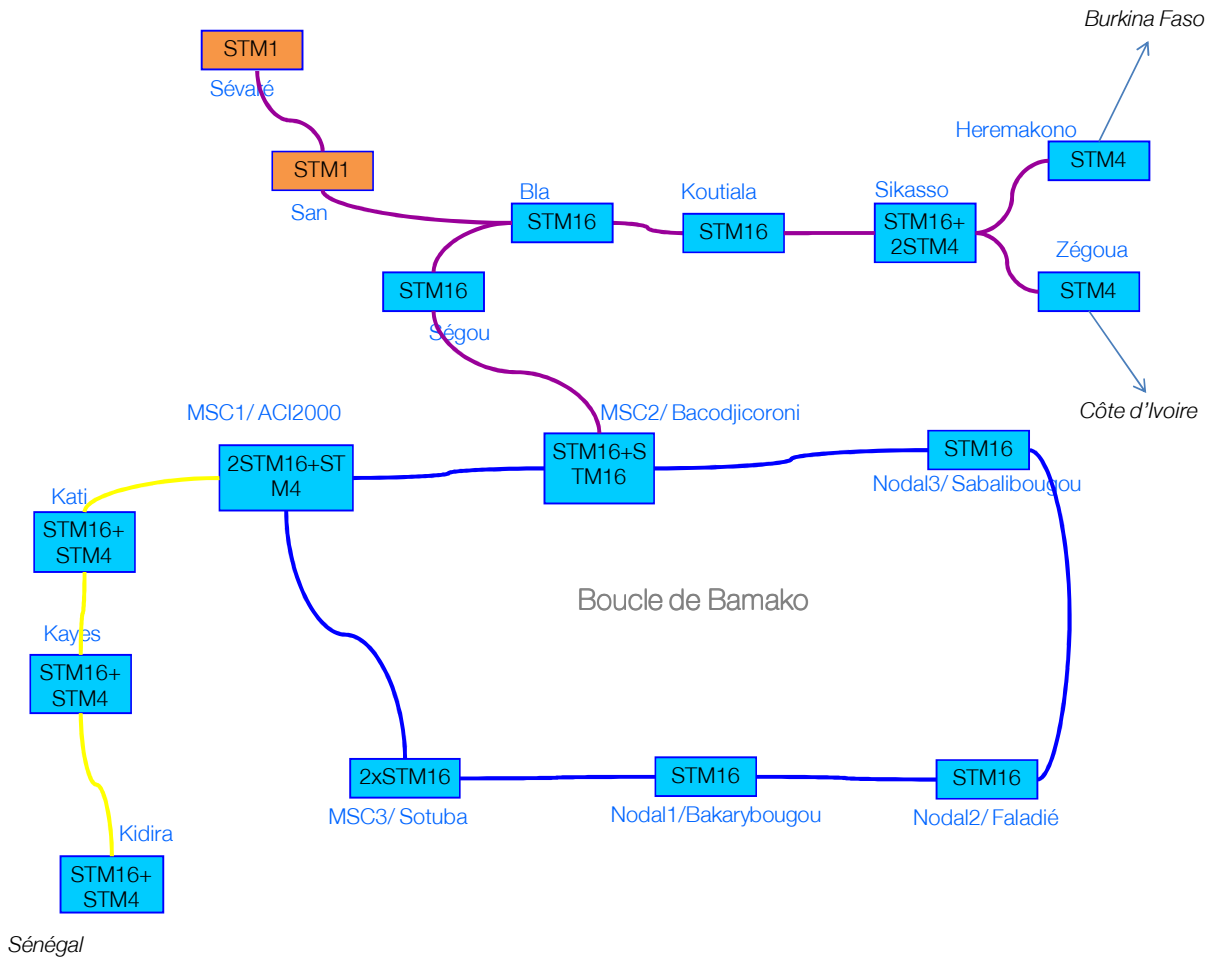 Burkina Faso
STM1
Sévaré
Heremakono
STM4
STM1
San
Bla
STM16
Koutiala
STM16
Sikasso
STM16+
2STM4
Zégoua
STM4
STM16
Ségou
Côte d'Ivoire
MSC1/ ACI2000
2STM16+ST
M4
MSC2/ Bacodjicoroni
STM16+S
TM16
STM16
Nodal3/ Sabalibougou
Kati
STM16+
STM4
Boucle de Bamako
Kayes
STM16+
STM4
2xSTM16
MSC3/ Sotuba
STM16
Nodal1/Bakarybougou
STM16
Nodal2/ Faladié
Kidira
STM16+
STM4
Sénégal